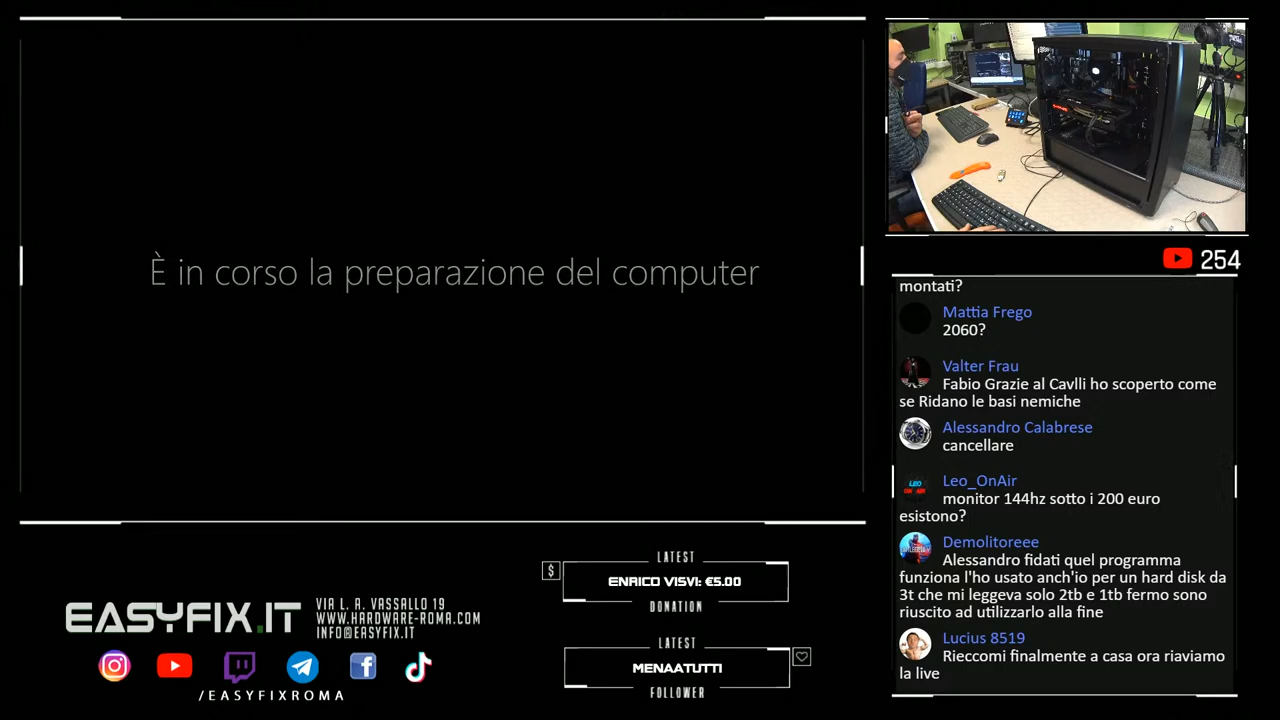 È in corso la preparazione del computer
254
montati?
Mattia Frego
2060?
Valter Frau
Fabio Grazie al Cavlli ho scoperto come
se Ridano le basi nemiche
Alessandro Calabrese
cancellare
Leo_OnAir
monitor 144hz sotto i 200 euro
esistono?
Demolitoreee
Alessandro fidati quel programma
funziona l'ho usato anch'io per un hard disk da
3t che mi leggeva solo 2tb e 1tb fermo sono
riuscito ad utilizzarlo alla fine
Lucius 8519
Rieccomi finalmente a casa ora riaviamo
la live
EASYFIX.IT
VIA L. A. VASSALLO 19
WWW.HARDWARE-ROMA.COM
INFO@EASYFIX.IT
/EASYFIXROMA
LATEST
$
ENRICO VISVI: €5.00
DONATION
LATEST
MENAATUTTI
FOLLOWER